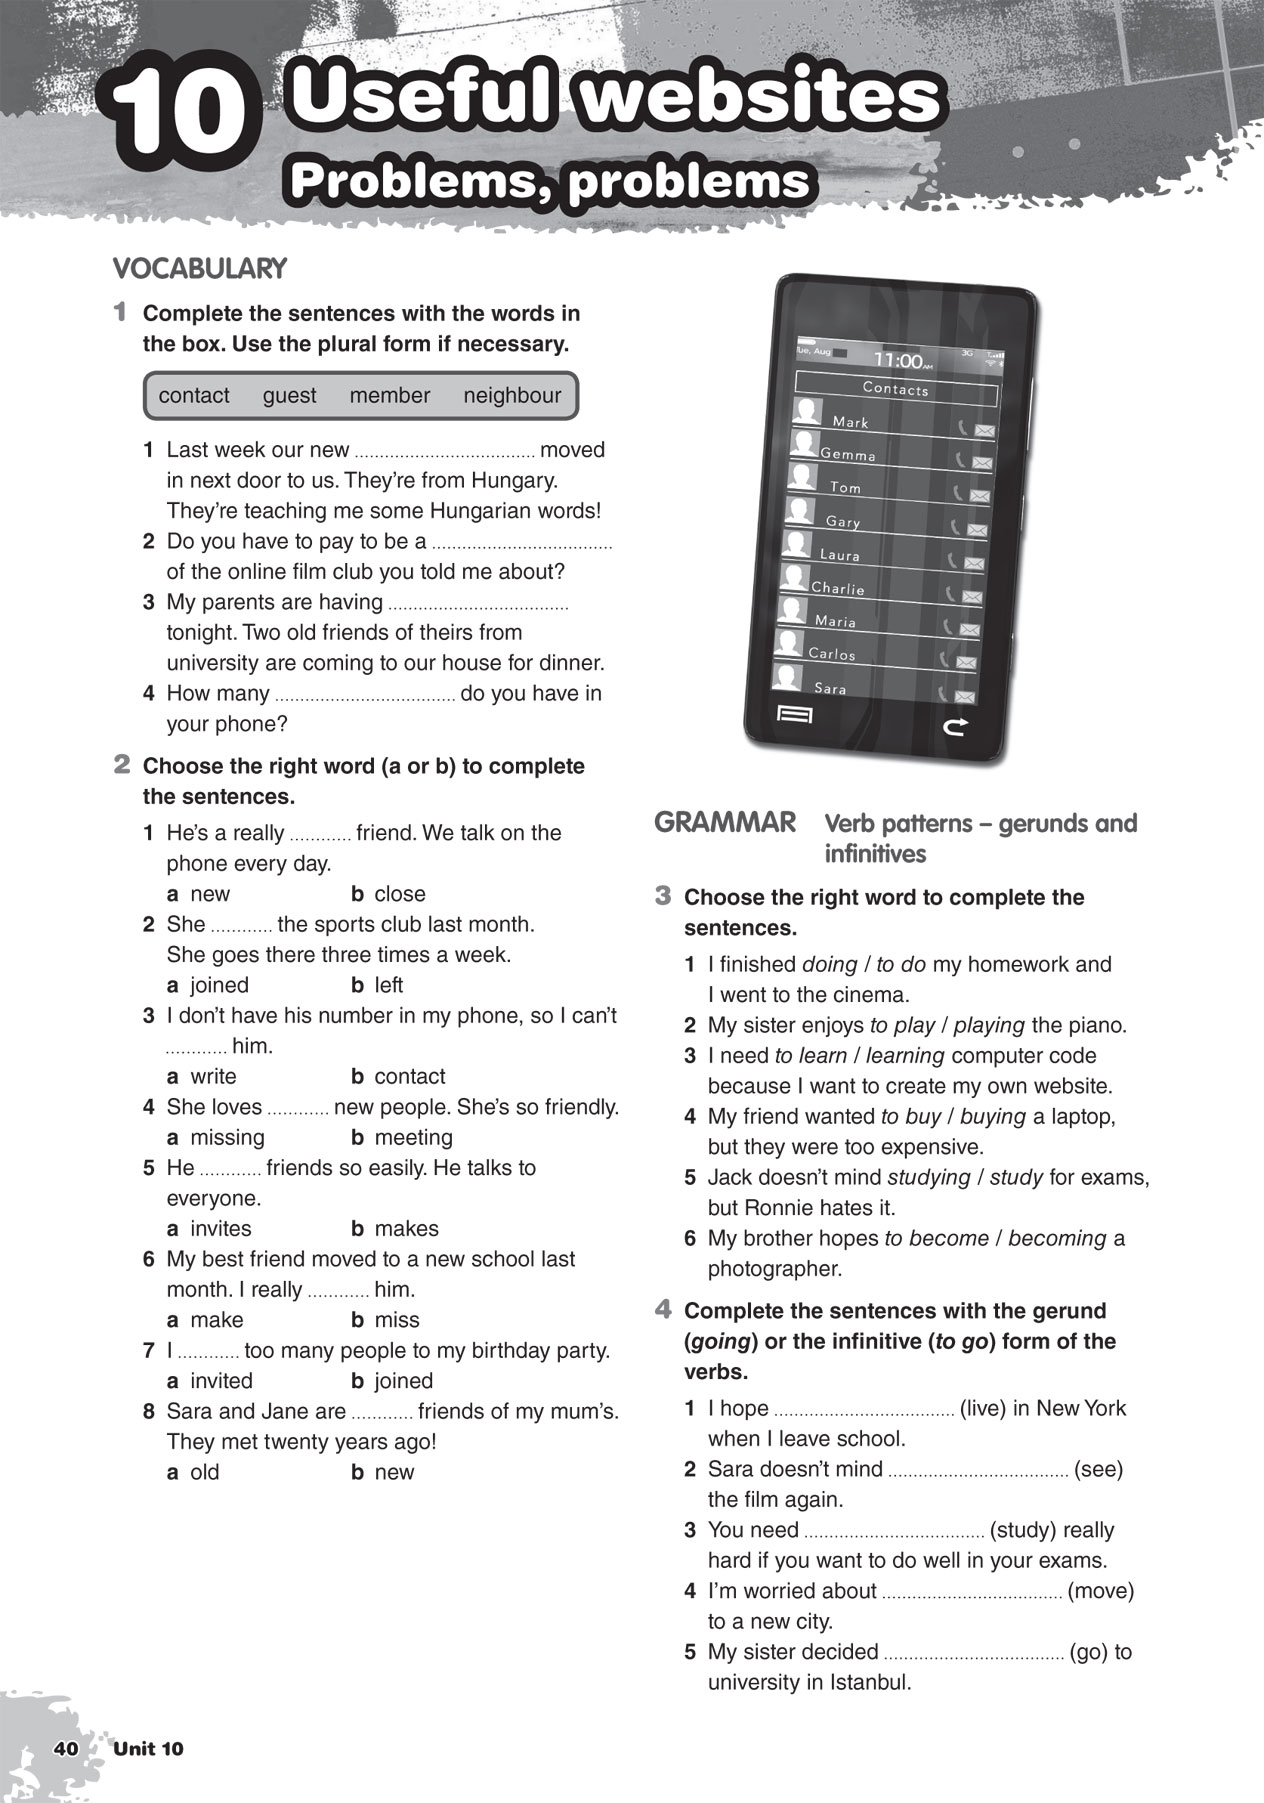 10
Useful websites
Problems, problems
VOCABULARY
1 Complete the sentences with the words in
the box. Use the plural form if necessary.
contact guest member neighbour
1 Last week our new .................................... moved
in next door to us. They’re from Hungary.
They’re teaching me some Hungarian words!
2 Do you have to pay to be a ....................................
of the online film club you told me about?
3 My parents are having ....................................
tonight. Two old friends of theirs from
university are coming to our house for dinner.
4 How many .................................... do you have in
your phone?
2 Choose the right word (a or b) to complete
the sentences.
1 He’s a really ............ friend. We talk on the
phone every day.
a new b close
2 She ............ the sports club last month.
She goes there three times a week.
a joined b left
3 I don’t have his number in my phone, so I can’t
............ him.
a write b contact
4 She loves ............ new people. She’s so friendly.
a missing b meeting
5 He ............ friends so easily. He talks to
everyone.
a invites b makes
6 My best friend moved to a new school last
month. I really ............ him.
a make b miss
7 I ............ too many people to my birthday party.
a invited b joined
8 Sara and Jane are ............ friends of my mum’s.
They met twenty years ago!
a old b new
Tue, Aug 11:00 AM 3G
Contacts
Mark
Gemma
Tom
Gary
Laura
Charlie
Maria
Carlos
Sara
GRAMMAR Verb patterns – gerunds and
infinitives
3 Choose the right word to complete the
sentences.
1 I finished doing / to do my homework and
I went to the cinema.
2 My sister enjoys to play / playing the piano.
3 I need to learn / learning computer code
because I want to create my own website.
4 My friend wanted to buy / buying a laptop,
but they were too expensive.
5 Jack doesn’t mind studying / study for exams,
but Ronnie hates it.
6 My brother hopes to become / becoming a
photographer.
4 Complete the sentences with the gerund
(going) or the infinitive (to go) form of the
verbs.
1 I hope .................................... (live) in New York
when I leave school.
2 Sara doesn’t mind .................................... (see)
the film again.
3 You need .................................... (study) really
hard if you want to do well in your exams.
4 I’m worried about .................................... (move)
to a new city.
5 My sister decided .................................... (go) to
university in Istanbul.
40 Unit 10